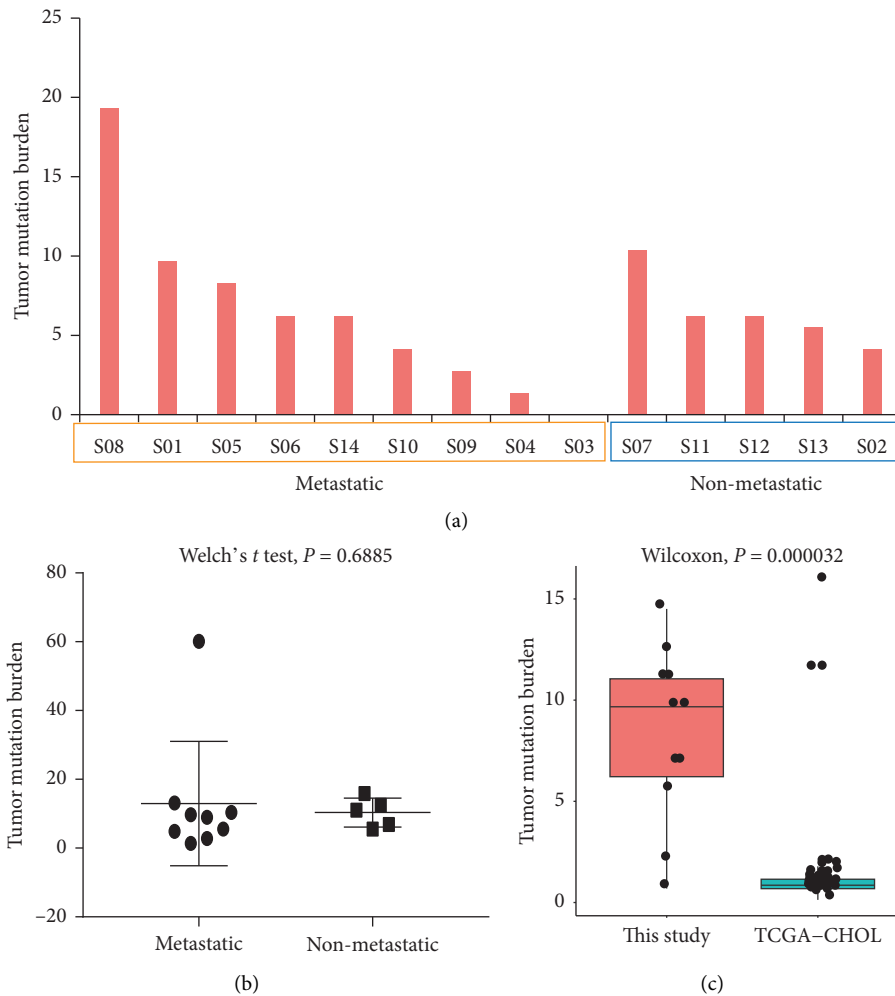 25
20
15
10
5
0
Tumor mutation burden
S08 S01 S05 S06 S14 S10 S09 S04 S03 S07 S11 S12 S13 S02
Metastatic Non-metastatic
(a)
Welch's t test, P = 0.6885
80
60
40
20
0
−20
Tumor mutation burden
Metastatic Non-metastatic
(b)
Wilcoxon, P = 0.000032
15
10
5
0
Tumor mutation burden
This study TCGA−CHOL
(c)